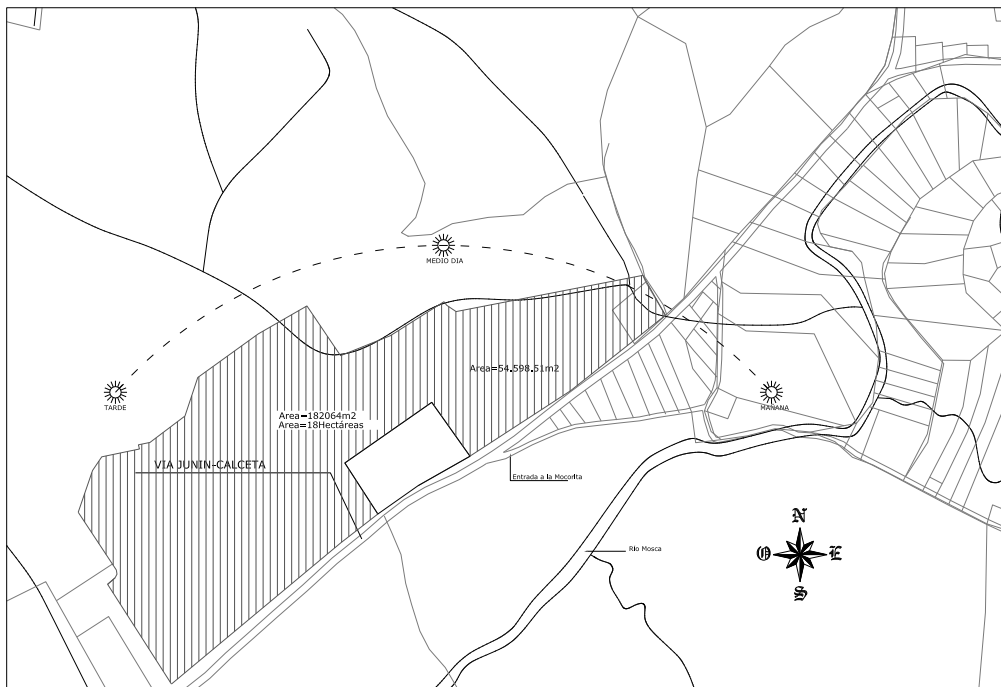 MEDIO DIA
Area=54.598.51m2
TARDE
MAÑANA
Area=182064m2
Area=18Hectáreas
VIA JUNIN-CALCETA
Entrada a la Mocorita
N
O
E
S
Río Mosca